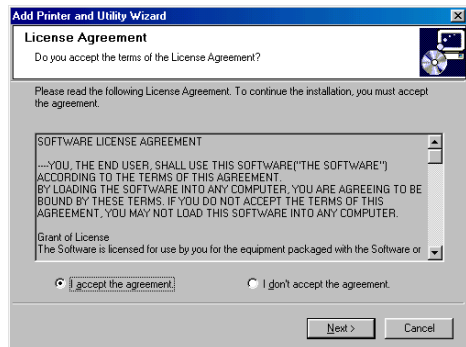 Add Printer and Utility Wizard
License Agreement
Do you accept the terms of the License Agreement?
Please read the following License Agreement. To continue the installation, you must accept
the agreement.
SOFTWARE LICENSE AGREEMENT
----YOU, THE END USER, SHALL USE THIS SOFTWARE("THE SOFTWARE")
ACCORDING TO THE TERMS OF THIS AGREEMENT.
BY LOADING THE SOFTWARE INTO ANY COMPUTER, YOU ARE AGREEING TO BE
BOUND BY THESE TERMS. IF YOU DO NOT ACCEPT THE TERMS OF THIS
AGREEMENT, YOU MAY NOT LOAD THIS SOFTWARE INTO ANY COMPUTER.
Grant of License
The Software is licensed for use by you for the equipment packaged with the Software or
I accept the agreement. I don't accept the agreement.
Next > Cancel